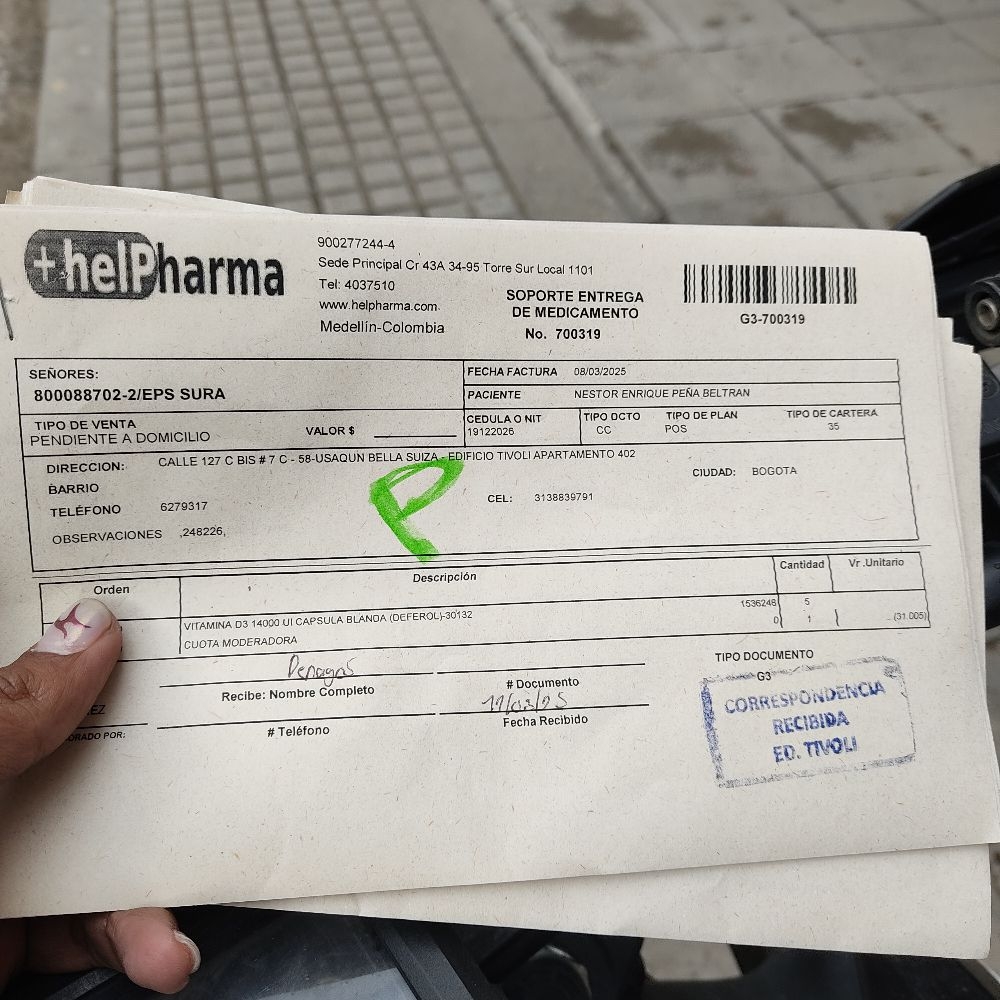 +helPharma
900277244-4
Sede Principal Cr 43A 34-95 Torre Sur Local 1101
Tel: 4037510
www.helpharma.com
Medellín-Colombia
SOPORTE ENTREGA
DE MEDICAMENTO
No. 700319
G3-700319
SEÑORES:
800088702-2/EPS SURA
FECHA FACTURA 08/03/2025
PACIENTE NESTOR ENRIQUE PEÑA BELTRAN
TIPO DE VENTA
PENDIENTE A DOMICILIO
VALOR $
CEDULA O NIT
19122026
TIPO DCTO
CC
TIPO DE PLAN
POS
TIPO DE CARTERA
35
DIRECCION: CALLE 127 C BIS # 7 C - 58-USAQUN BELLA SUIZA - EDIFICIO TIVOLI APARTAMENTO 402
BARRIO
CIUDAD: BOGOTA
TELÉFONO 6279317
CEL: 3138839791
OBSERVACIONES ,248226,
P
Orden Descripción Cantidad Vr .Unitario
VITAMINA D3 14000 UI CAPSULA BLANDA (DEFEROL)-30132 1536248 5
CUOTA MODERADORA 0 1 (31.005)
Recibe: Nombre Completo
# Documento
11/03/25
Fecha Recibido
# Teléfono
EZ
ORADO POR:
TIPO DOCUMENTO
G3
CORRESPONDENCIA
RECIBIDA
ED. TIVOLI